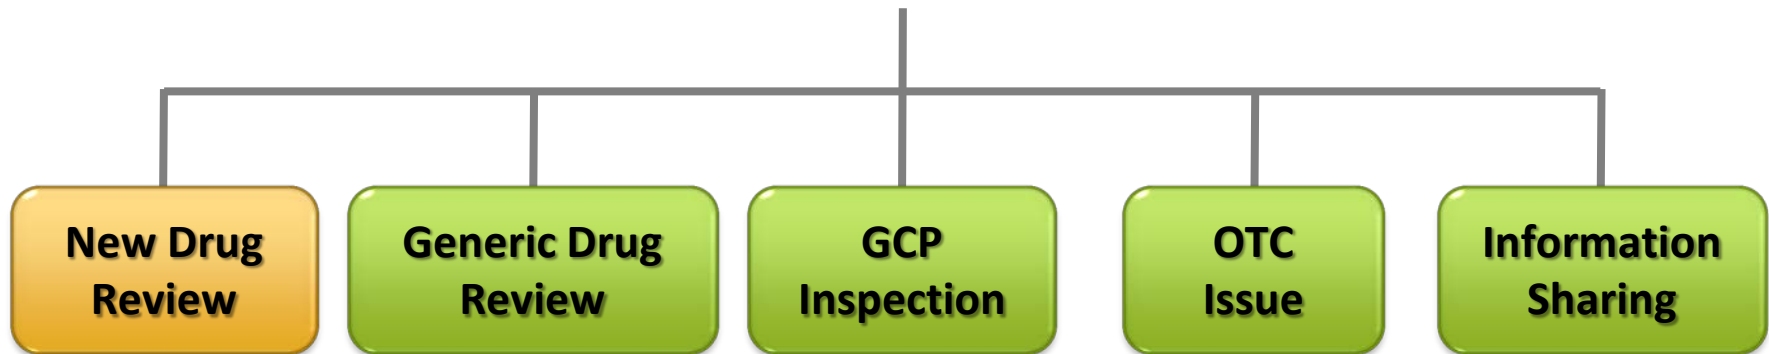 New Drug
Review
Generic Drug
Review
GCP
Inspection
OTC
Issue
Information
Sharing